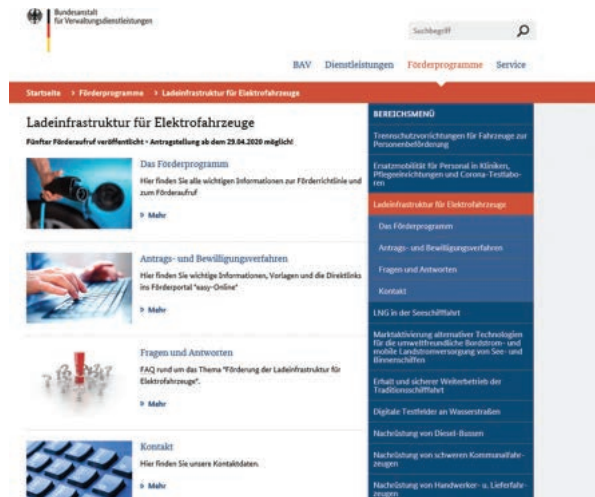 Bundesanstalt
für Verwaltungsdienstleistungen
Suchbegriff
BAV Dienstleistungen Förderprogramme Service
Startseite > Förderprogramme > Ladeinfrastruktur für Elektrofahrzeuge
Ladeinfrastruktur für Elektrofahrzeuge
Fünfter Förderaufruf veröffentlicht - Antragstellung ab dem 29.04.2020 möglich!
Das Förderprogramm
Hier finden Sie alle wichtigen Informationen zur Förderrichtlinie und
zum Förderaufruf
Mehr
Antrags- und Bewilligungsverfahren
Hier finden Sie wichtige Informationen, Vorlagen und die Direktlinks
ins Förderportal "easy-Online"
Mehr
Fragen und Antworten
FAQ rund um das Thema "Förderung der Ladeinfrastruktur für
Elektrofahrzeuge".
Mehr
Kontakt
Hier finden Sie unsere Kontaktdaten.
Mehr
BEREICHSMENÜ
Trennschutzvorrichtungen für Fahrzeuge zur
Personenbeförderung
Ersatzmobilität für Personal in Kliniken,
Pflegeeinrichtungen und Corona-Testlabo-
ren
Ladeinfrastruktur für Elektrofahrzeuge
Das Förderprogramm
Antrags- und Bewilligungsverfahren
Fragen und Antworten
Kontakt
LNG in der Seeschifffahrt
Marktaktivierung alternativer Technologien
für die umweltfreundliche Bordstrom- und
mobile Landstromversorgung von See- und
Binnenschiffen
Erhalt und sicherer Weiterbetrieb der
Traditionsschifffahrt
Digitale Testfelder an Wasserstraßen
Nachrüstung von Diesel-Bussen
Nachrüstung von schweren Kommunalfahr-
zeugen
Nachrüstung von Handwerker- u. Lieferfahr-
zeugen